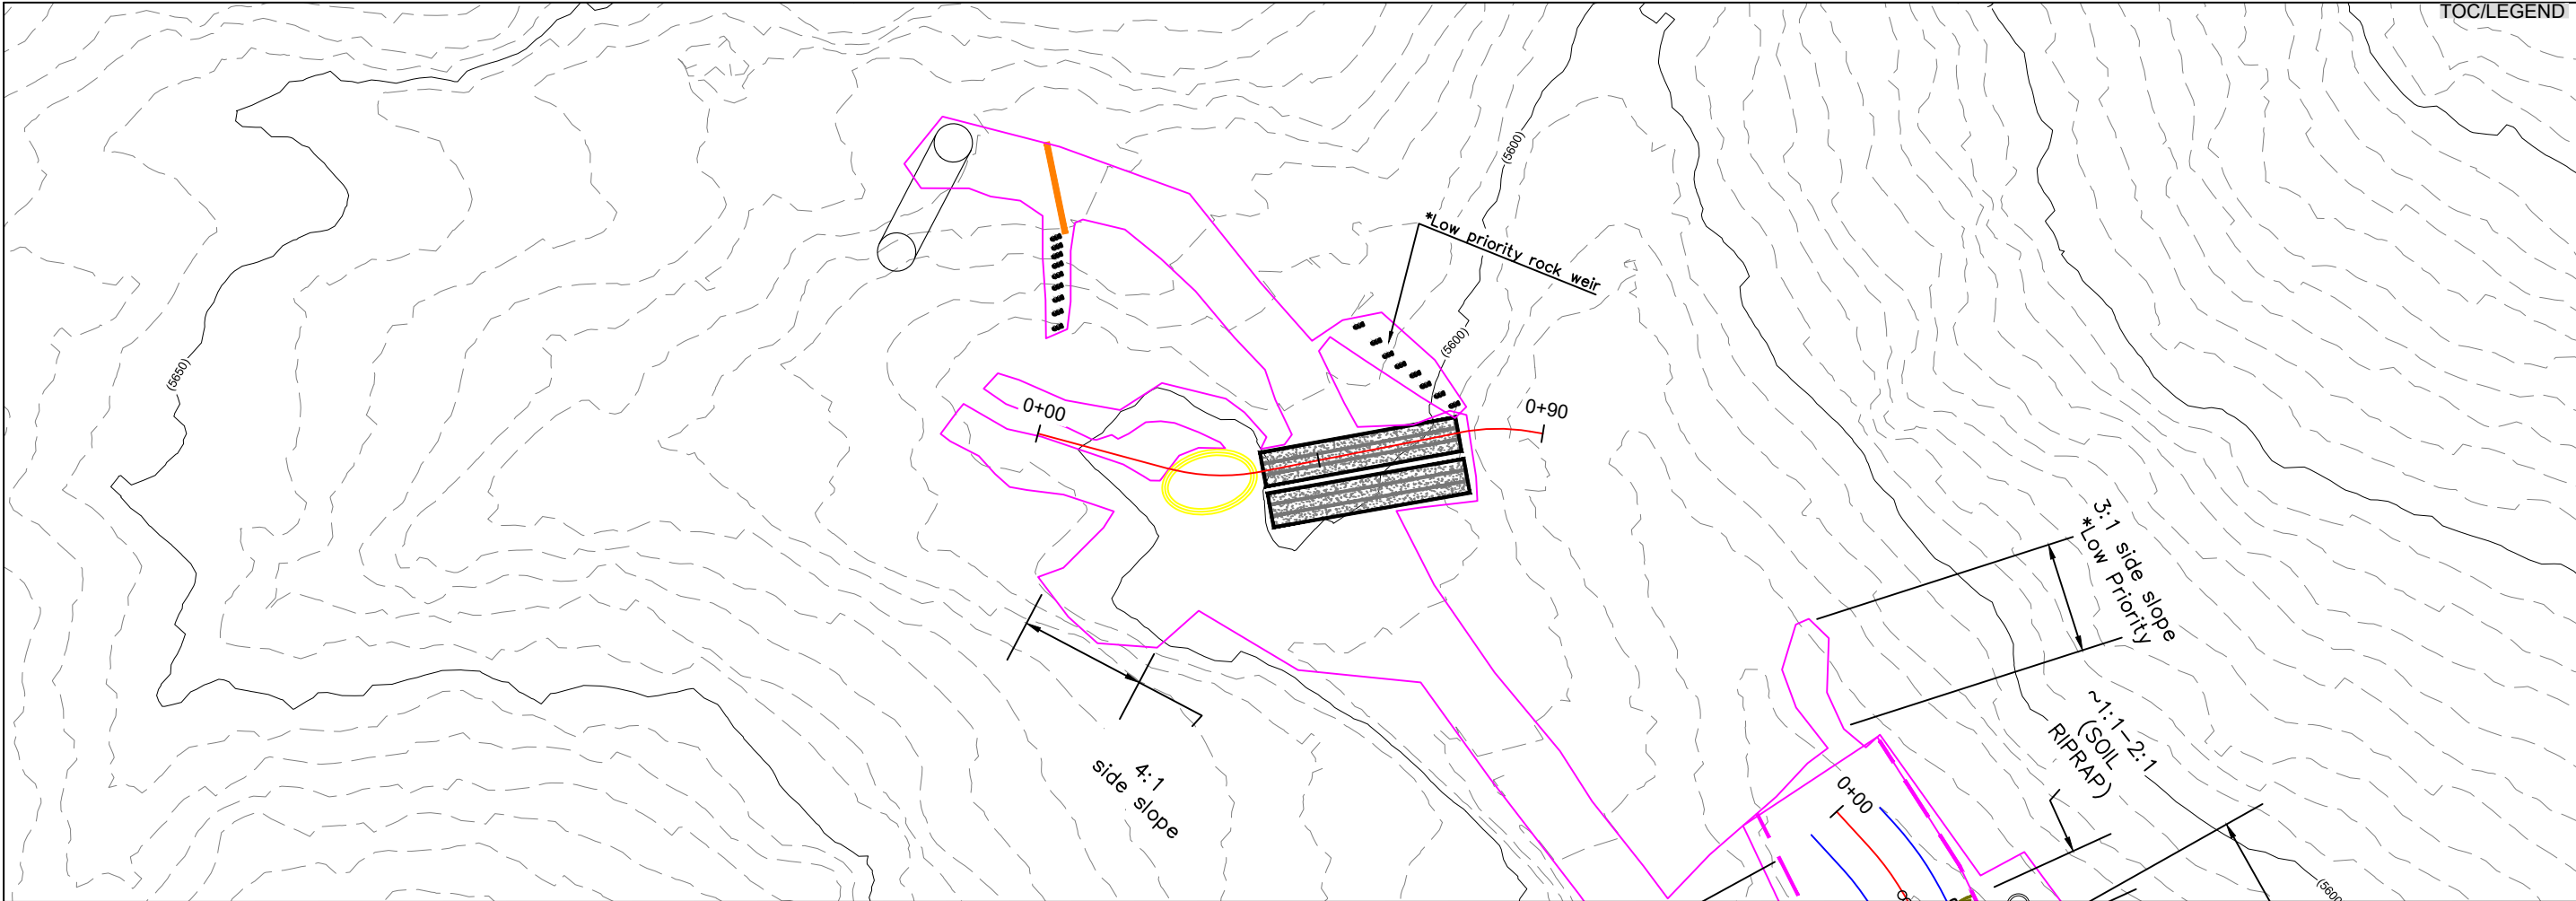 TOC/LEGEND
(5600)
*Low priority rock weir
(5600)
(5650)
0+00
0+90
3:1 side slope
*Low Priority
~1:1-2:1
(SOIL
RIPRAP)
4:1
side slope
0+00